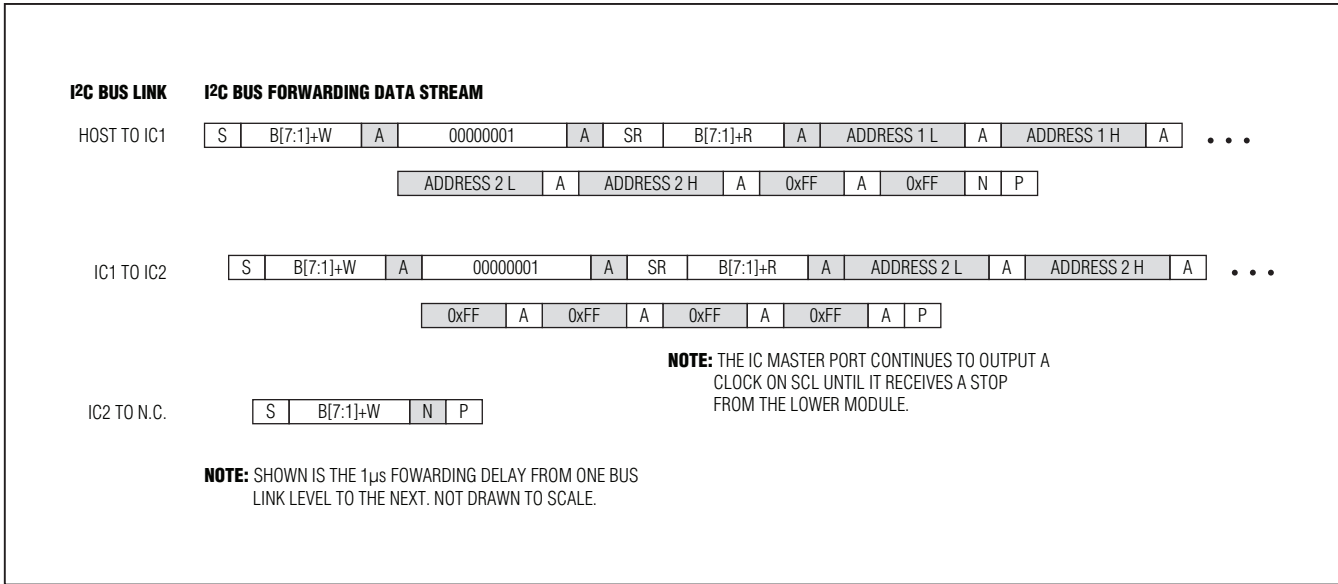 I2C BUS LINK I2C BUS FORWARDING DATA STREAM
HOST TO IC1 S B[7:1]+W A 00000001 A SR B[7:1]+R A ADDRESS 1 L A ADDRESS 1 H A • • •
ADDRESS 2 L A ADDRESS 2 H A 0xFF A 0xFF N P
IC1 TO IC2 S B[7:1]+W A 00000001 A SR B[7:1]+R A ADDRESS 2 L A ADDRESS 2 H A • • •
0xFF A 0xFF A 0xFF A 0xFF A P
NOTE: THE IC MASTER PORT CONTINUES TO OUTPUT A
CLOCK ON SCL UNTIL IT RECEIVES A STOP
FROM THE LOWER MODULE.
IC2 TO N.C. S B[7:1]+W N P
NOTE: SHOWN IS THE 1µs FOWARDING DELAY FROM ONE BUS
LINK LEVEL TO THE NEXT. NOT DRAWN TO SCALE.